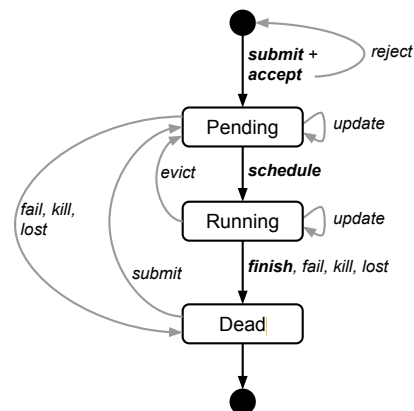 submit +
accept
reject
Pending
update
evict
schedule
fail, kill,
lost
Running
update
submit
finish, fail, kill, lost
Dead